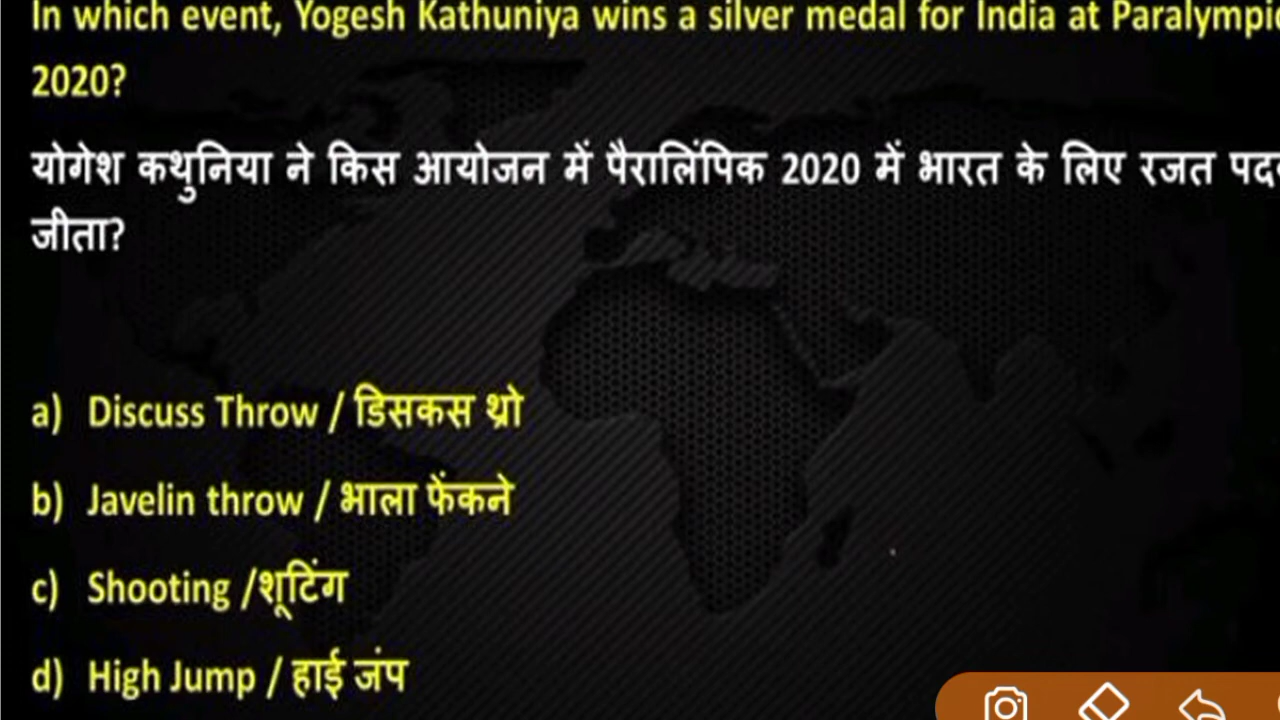 In which event, Yogesh Kathuniya wins a silver medal for India at Paralympic
2020?
योगेश कथुनिया ने किस आयोजन में पैरालिंपिक 2020 में भारत के लिए रजत
जीता?
a) Discuss Throw / डिसकस थ्रो
b) Javelin throw / भाला फेंकने
c) Shooting /शूटिंग
d) High Jump / हाई जंप